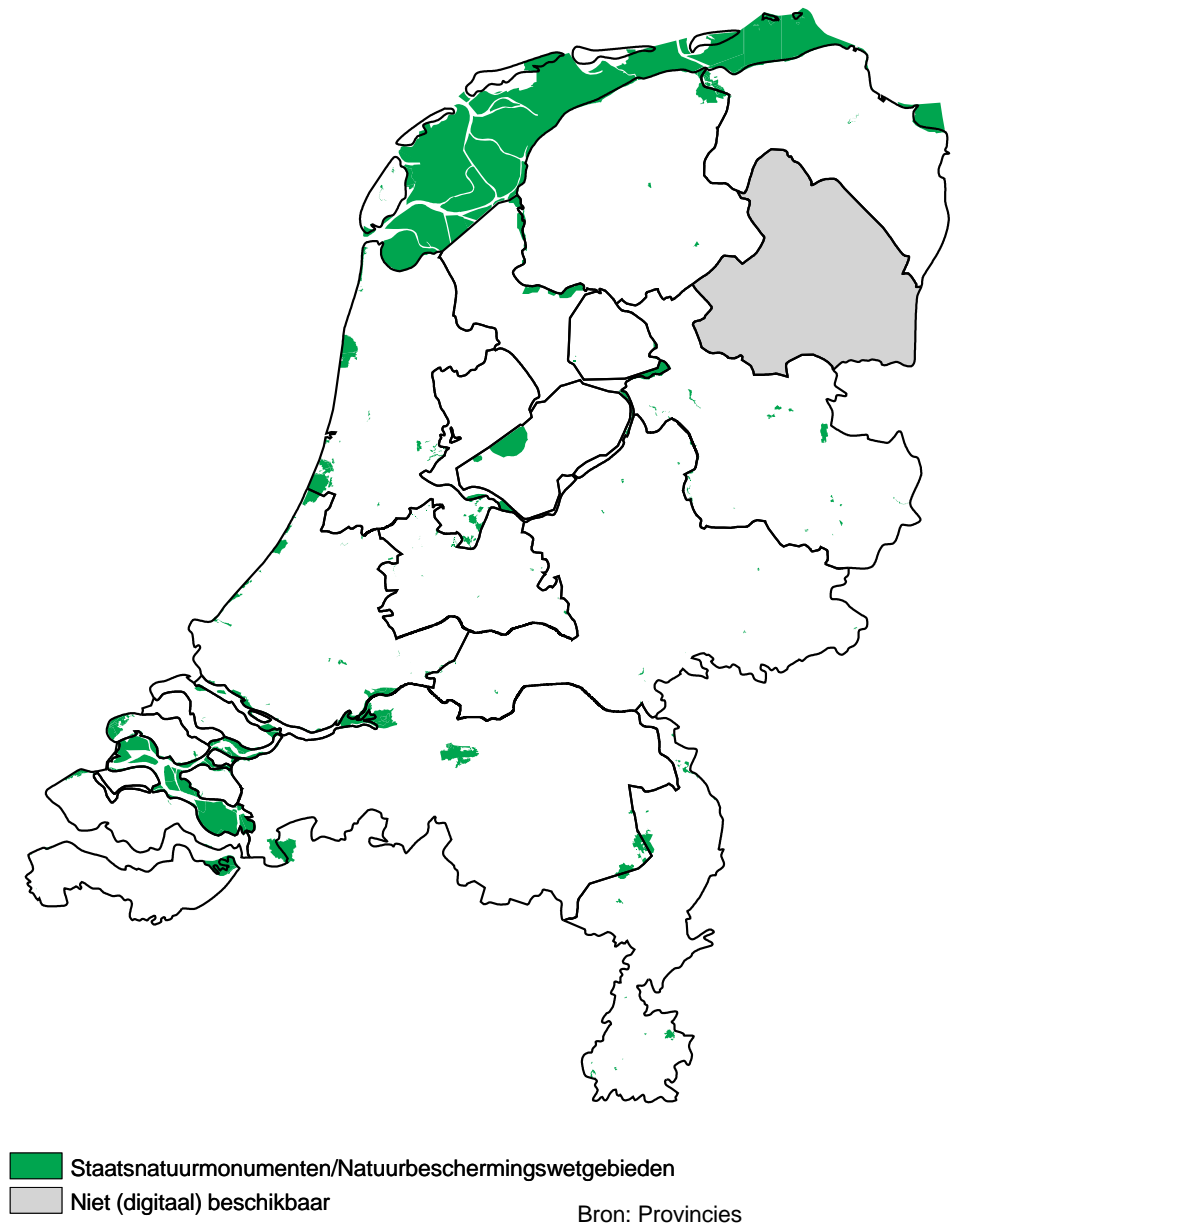 Staatsnatuurmonumenten/Natuurbeschermingswetgebieden
Niet (digitaal) beschikbaar
Bron: Provincies